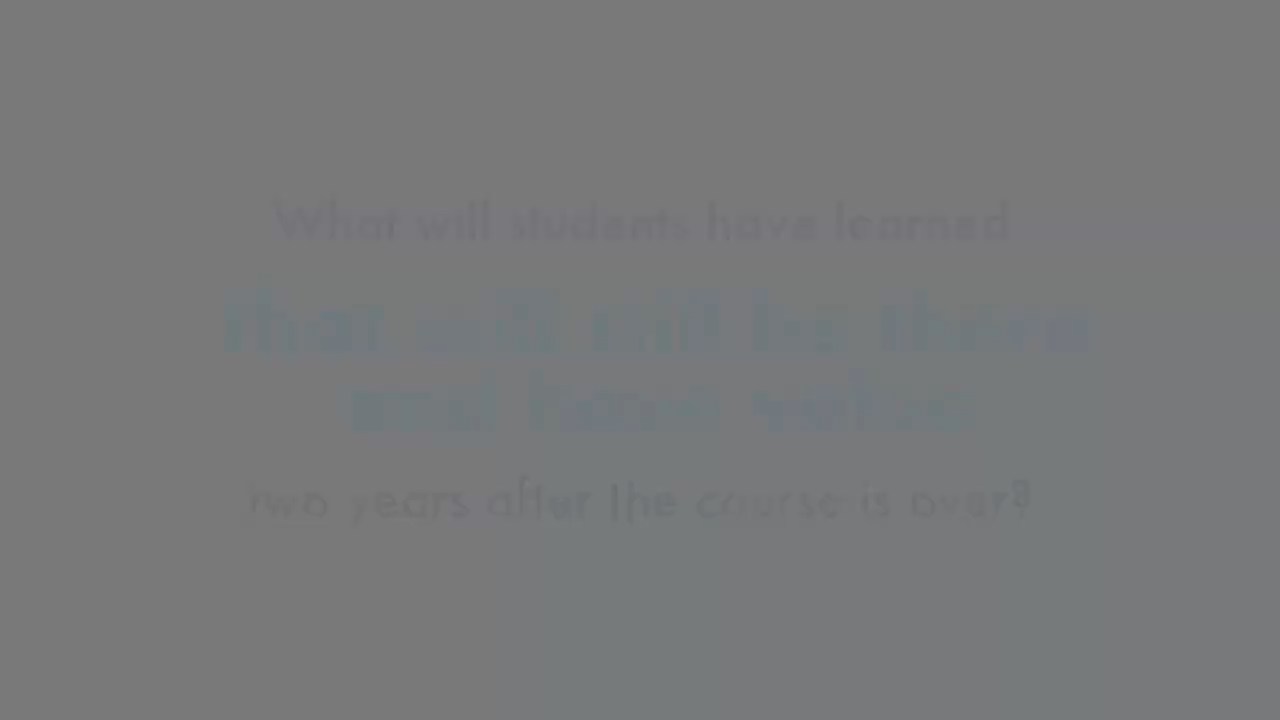 What will students have learned
that will still be there
and have value
two years after the course is over?